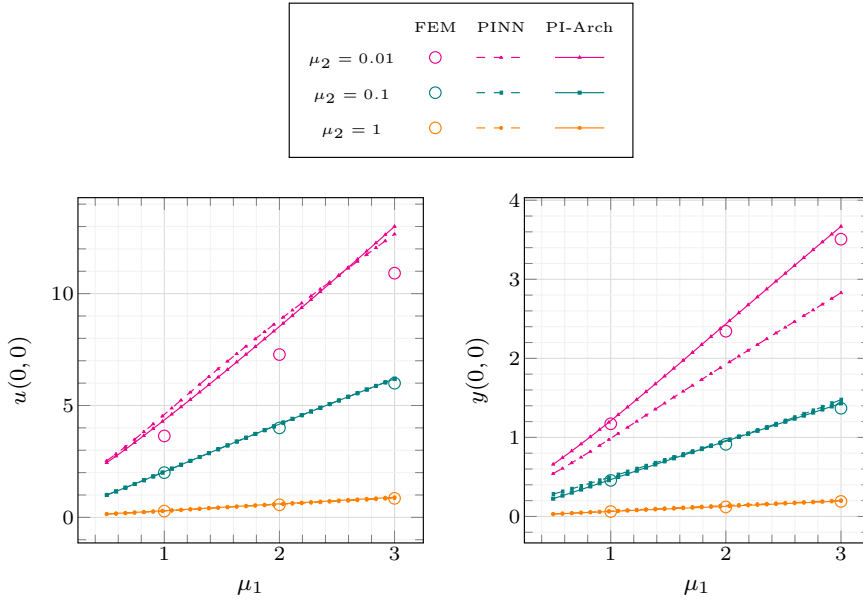 FEM PINN PI-Arch
μ₂ = 0.01
μ₂ = 0.1
μ₂ = 1
u(0, 0)
10
5
0
1 2 3
μ₁
y(0, 0)
4
3
2
1
0
1 2 3
μ₁